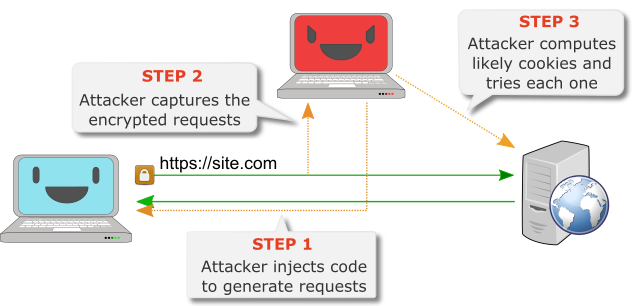 STEP 3
Attacker computes
likely cookies and
tries each one
STEP 2
Attacker captures the
encrypted requests
https://site.com
STEP 1
Attacker injects code
to generate requests